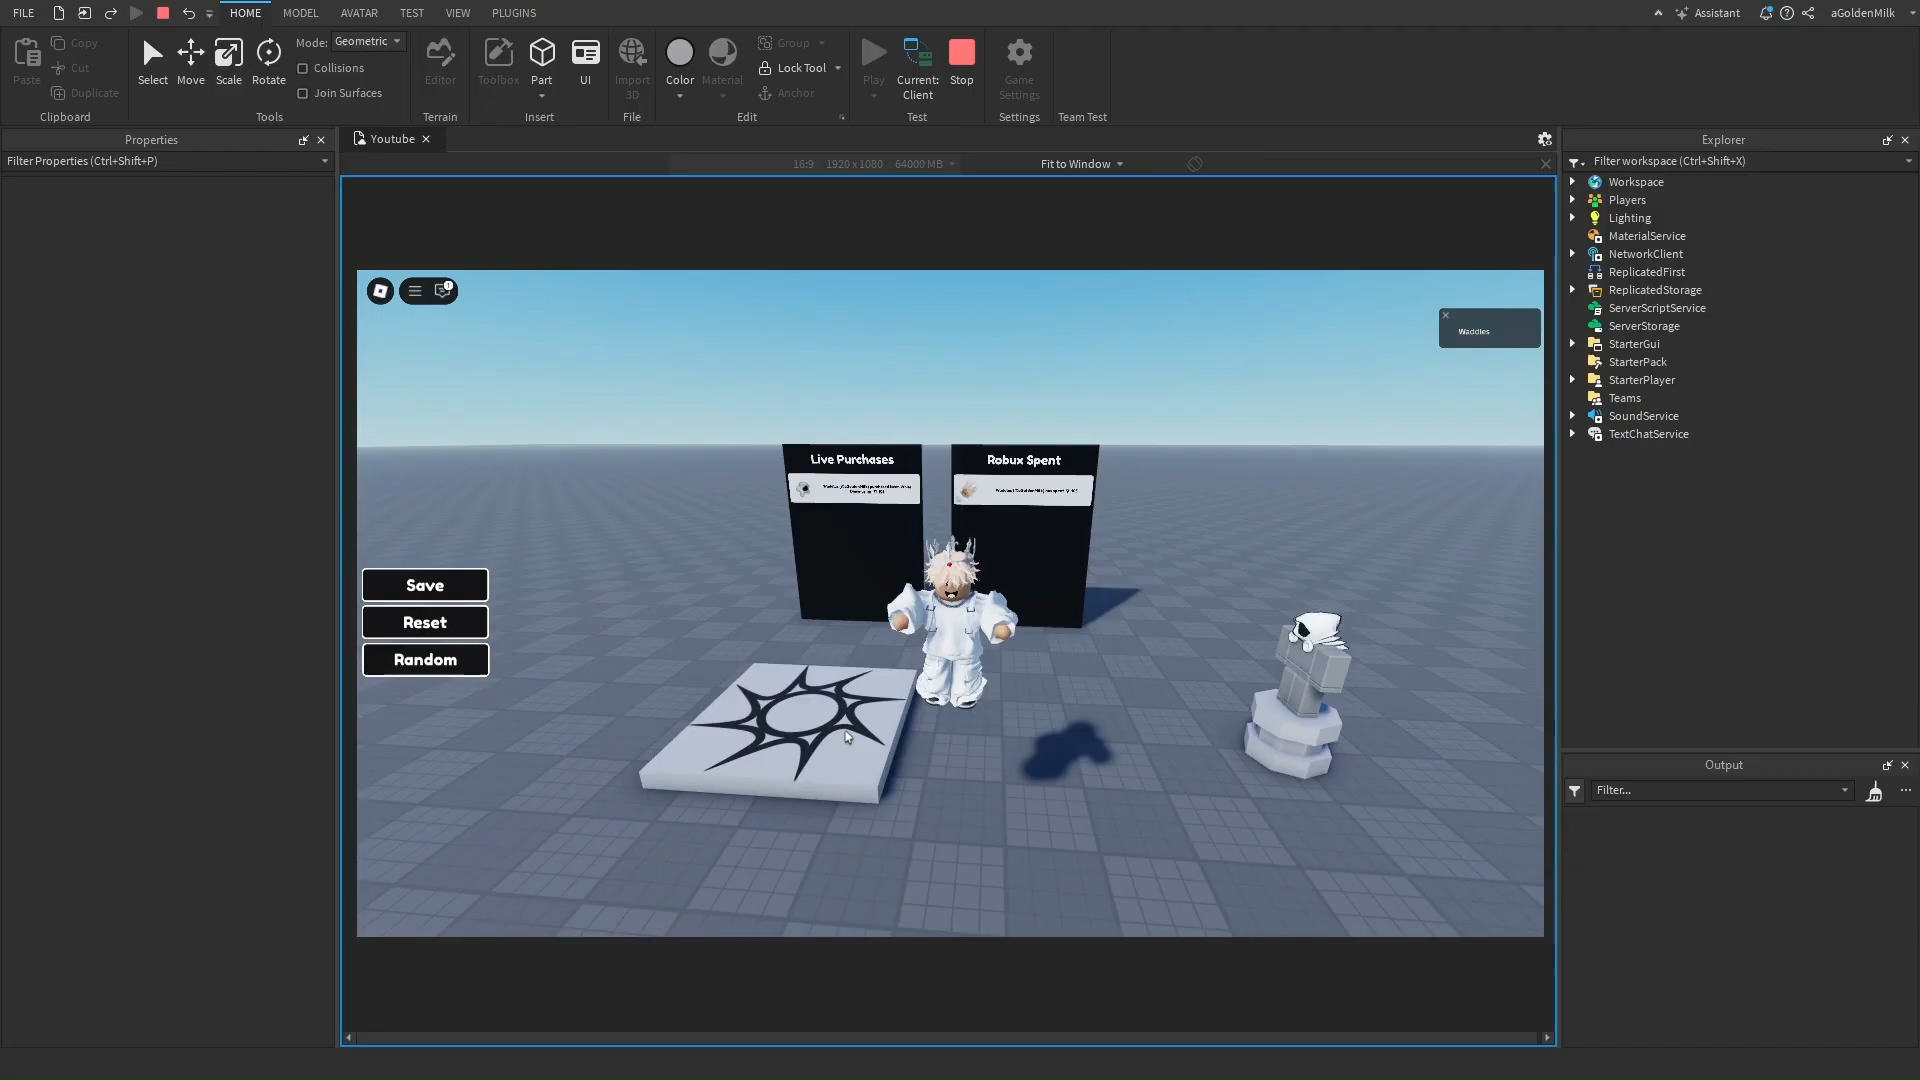 FILE
HOME
MODEL
AVATAR
TEST
VIEW
PLUGINS
Assistant
aGoldenMilk
Paste
Copy
Cut
Duplicate
Clipboard
Select
Move
Scale
Rotate
Mode:
Geometric
Collisions
Join Surfaces
Tools
Editor
Terrain
Toolbox
Part
UI
Insert
Import
3D
File
Color
Material
Group
Lock Tool
Anchor
Edit
Play
Current:
Client
Stop
Test
Game
Settings
Settings
Team Test
Properties
Filter Properties (Ctrl+Shift+P)
Youtube
16:9 1920 x 1080 64000 MB
Fit to Window
1
Waddles
Live Purchases
Robux Spent
Save
Reset
Random
Explorer
Filter workspace (Ctrl+Shift+X)
Workspace
Players
Lighting
MaterialService
NetworkClient
ReplicatedFirst
ReplicatedStorage
ServerScriptService
ServerStorage
StarterGui
StarterPack
StarterPlayer
Teams
SoundService
TextChatService
Output
Filter...